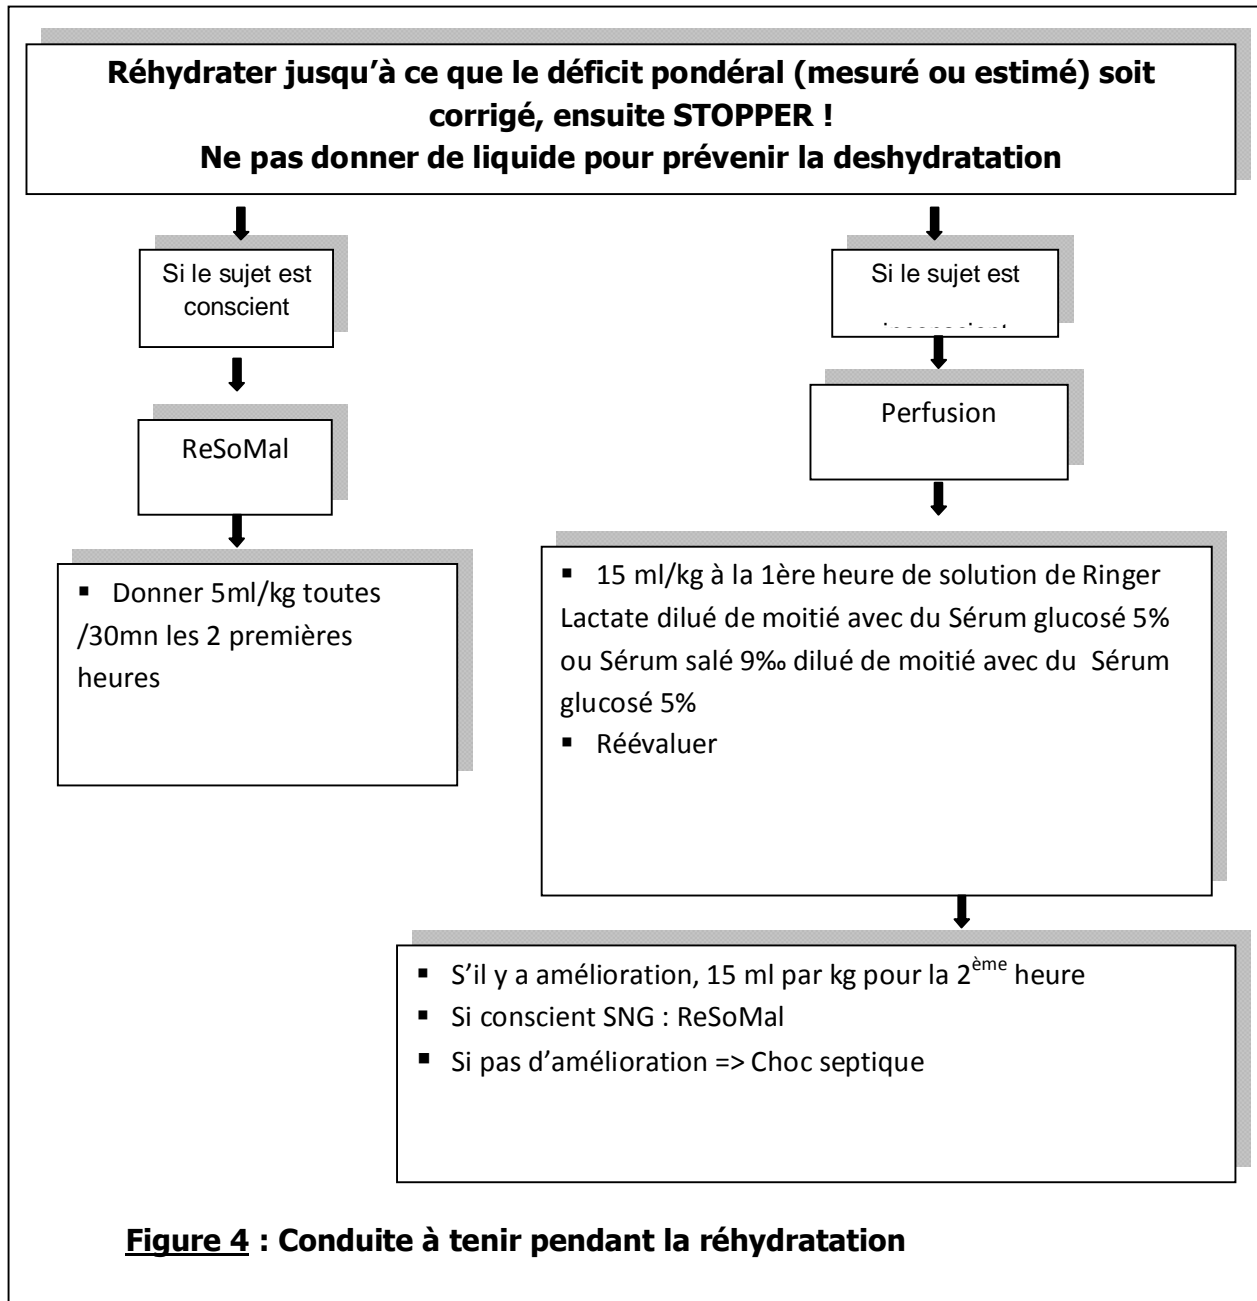 Réhydrater jusqu'à ce que le déficit pondéral (mesuré ou estimé) soit
corrigé, ensuite STOPPER !
Ne pas donner de liquide pour prévenir la deshydratation
Si le sujet est
conscient
ReSoMal
▪ Donner 5ml/kg toutes
/30mn les 2 premières
heures
Si le sujet est
Perfusion
▪ 15 ml/kg à la 1ère heure de solution de Ringer
Lactate dilué de moitié avec du Sérum glucosé 5%
ou Sérum salé 9‰ dilué de moitié avec du Sérum
glucosé 5%
▪ Réévaluer
▪ S'il y a amélioration, 15 ml par kg pour la 2ème heure
▪ Si conscient SNG : ReSoMal
▪ Si pas d'amélioration => Choc septique
Figure 4 : Conduite à tenir pendant la réhydratation